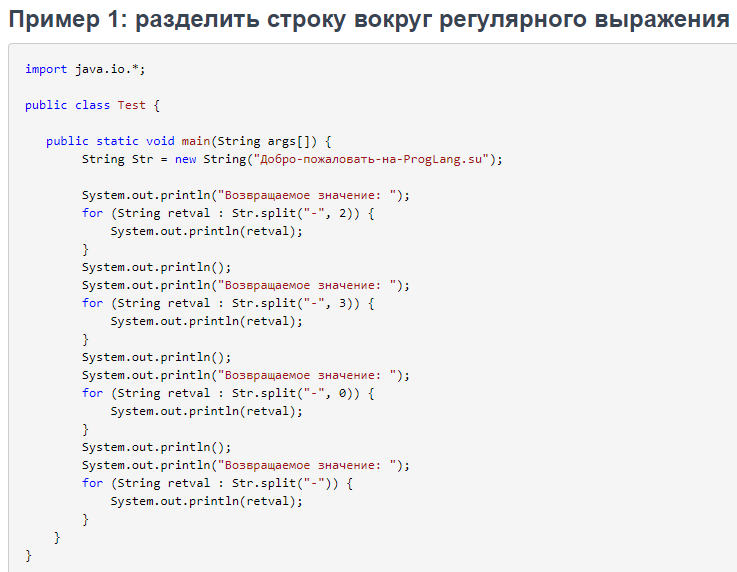 Пример 1: разделить строку вокруг регулярного выражения
import java.io.*;
public class Test {
public static void main(String args[]) {
String Str = new String("Добро-пожаловать-на-ProgLang.su");
System.out.println("Возвращаемое значение: ");
for (String retval : Str.split("-", 2)) {
System.out.println(retval);
}
System.out.println();
System.out.println("Возвращаемое значение: ");
for (String retval : Str.split("-", 3)) {
System.out.println(retval);
}
System.out.println();
System.out.println("Возвращаемое значение: ");
for (String retval : Str.split("-", 0)) {
System.out.println(retval);
}
System.out.println();
System.out.println("Возвращаемое значение: ");
for (String retval : Str.split("-")) {
System.out.println(retval);
}
}
}